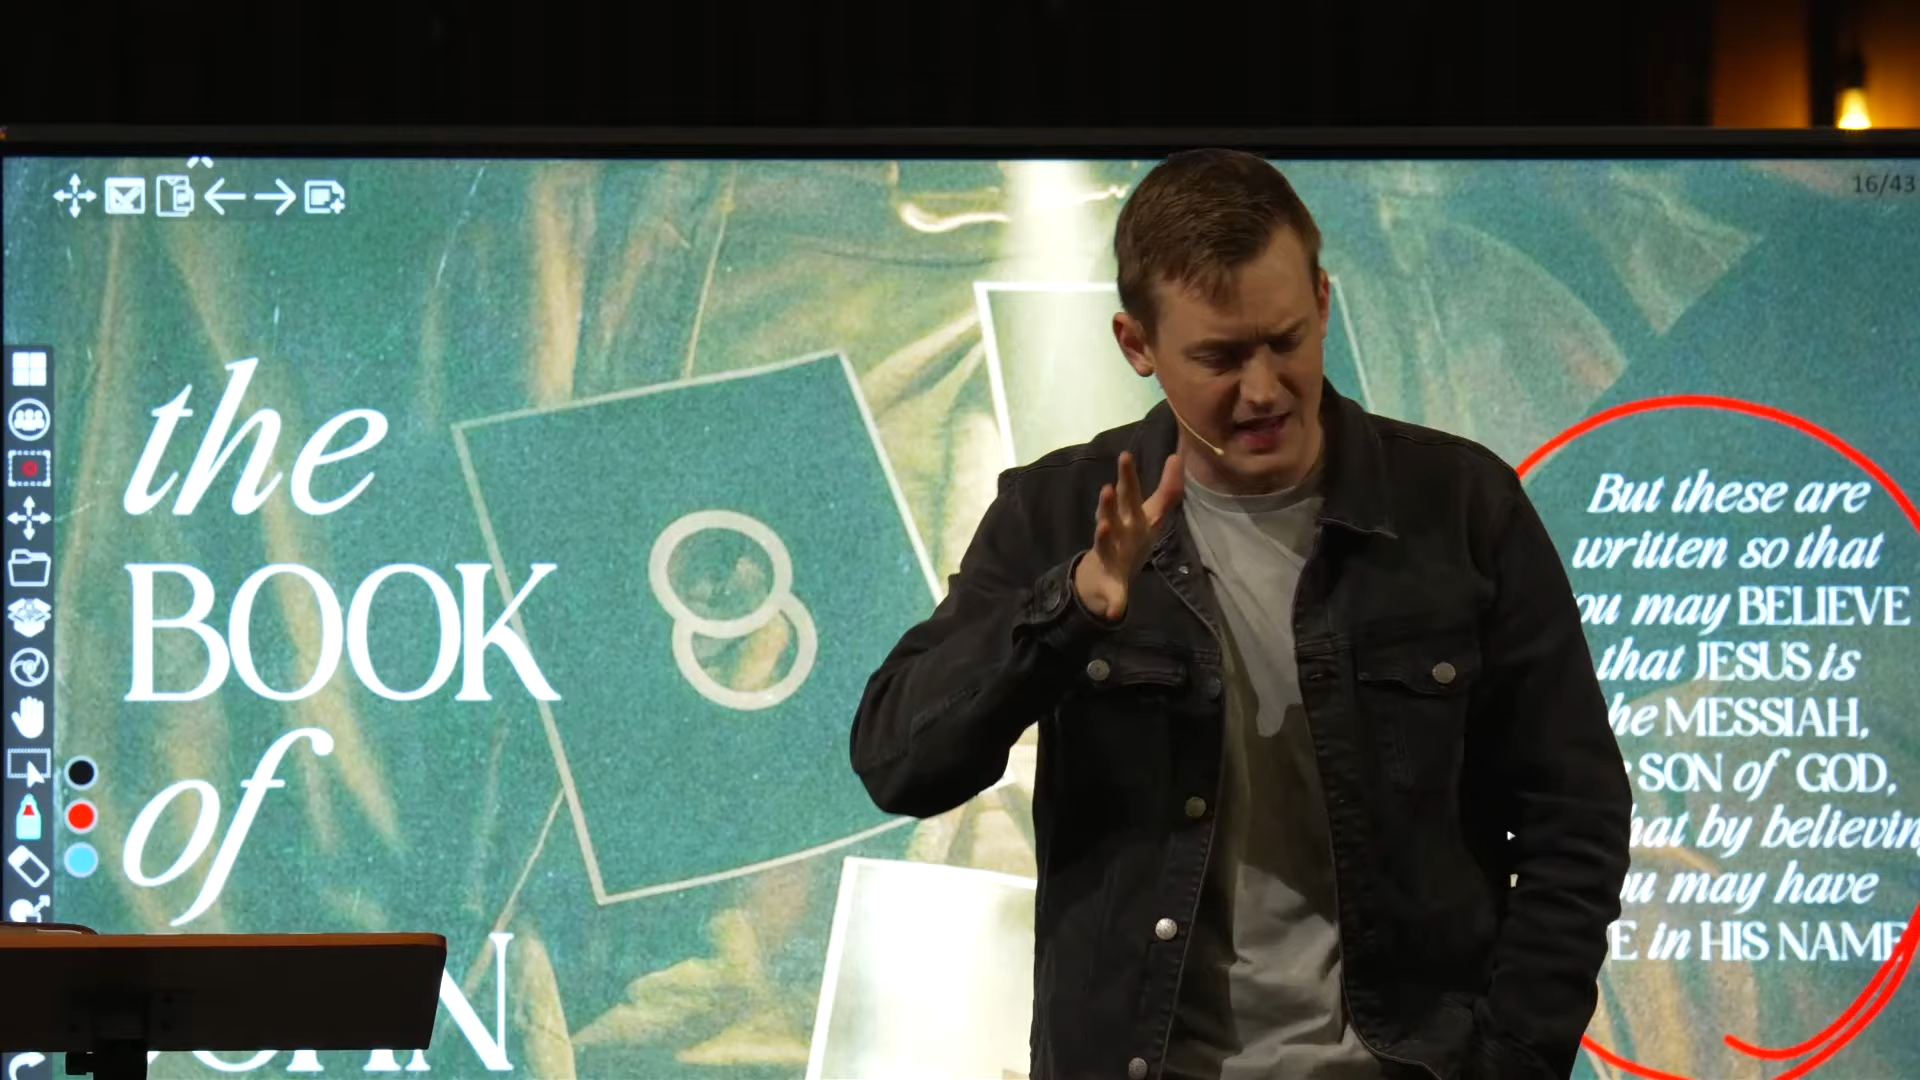 16/43
the
BOOK
of
But these are
written so that
may BELIEVE
that JESUS is
MESSIAH,
SON of GOD,
by believing
may have
in HIS NAME